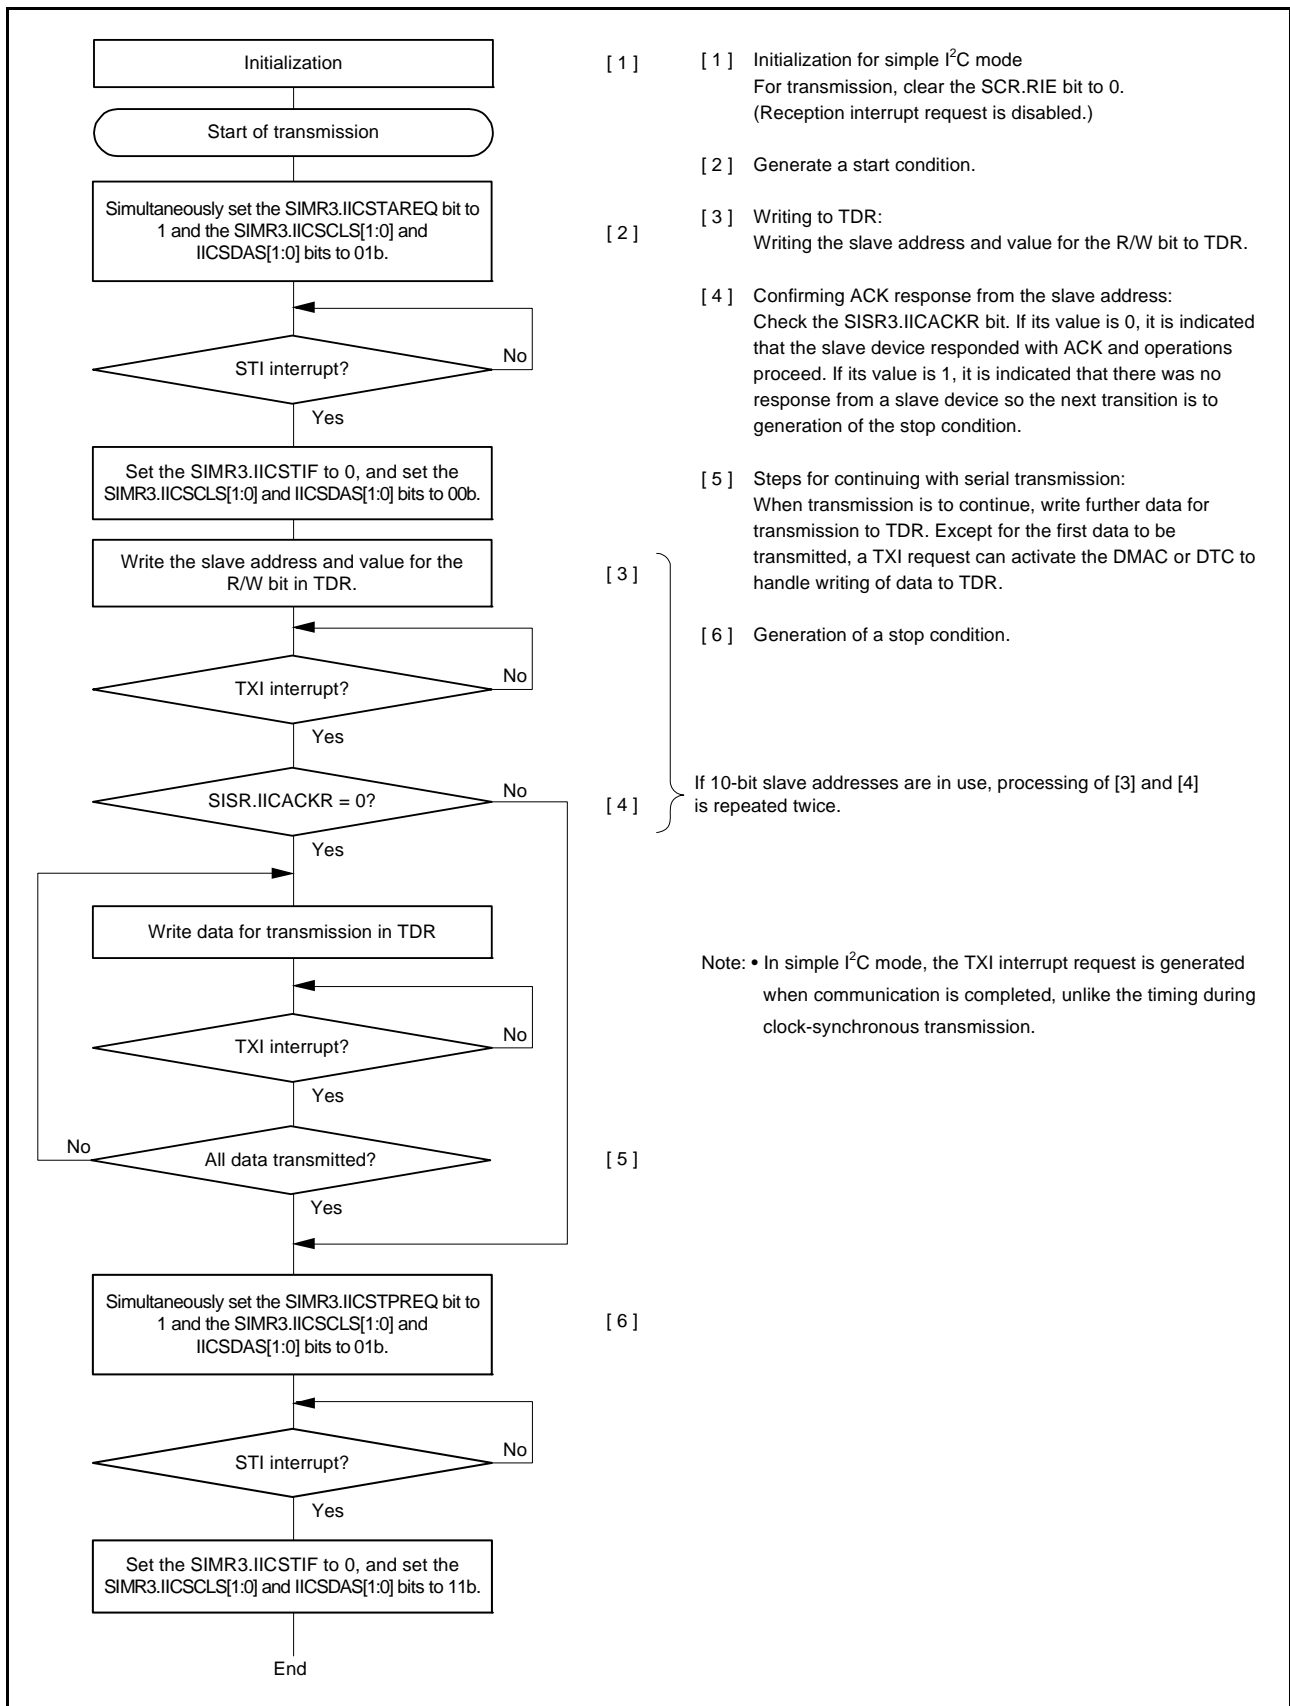 Initialization
[ 1 ]
Start of transmission
Simultaneously set the SIMR3.IICSTAREQ bit to
1 and the SIMR3.IICSCLS[1:0] and
IICSDAS[1:0] bits to 01b.
[ 2 ]
STI interrupt?
No
Yes
Set the SIMR3.IICSTIF to 0, and set the
SIMR3.IICSCLS[1:0] and IICSDAS[1:0] bits to 00b.
Write the slave address and value for the
R/W bit in TDR.
[ 3 ]
TXI interrupt?
No
Yes
SISR.IICACKR = 0?
No
[ 4 ]
Yes
Write data for transmission in TDR
TXI interrupt?
No
Yes
No
All data transmitted?
[ 5 ]
Yes
Simultaneously set the SIMR3.IICSTPREQ bit to
1 and the SIMR3.IICSCLS[1:0] and
IICSDAS[1:0] bits to 01b.
[ 6 ]
STI interrupt?
No
Yes
Set the SIMR3.IICSTIF to 0, and set the
SIMR3.IICSCLS[1:0] and IICSDAS[1:0] bits to 11b.
End
[ 1 ] Initialization for simple I²C mode
For transmission, clear the SCR.RIE bit to 0.
(Reception interrupt request is disabled.)
[ 2 ] Generate a start condition.
[ 3 ] Writing to TDR:
Writing the slave address and value for the R/W bit to TDR.
[ 4 ] Confirming ACK response from the slave address:
Check the SISR3.IICACKR bit. If its value is 0, it is indicated
that the slave device responded with ACK and operations
proceed. If its value is 1, it is indicated that there was no
response from a slave device so the next transition is to
generation of the stop condition.
[ 5 ] Steps for continuing with serial transmission:
When transmission is to continue, write further data for
transmission to TDR. Except for the first data to be
transmitted, a TXI request can activate the DMAC or DTC to
handle writing of data to TDR.
[ 6 ] Generation of a stop condition.
If 10-bit slave addresses are in use, processing of [3] and [4]
is repeated twice.
Note: • In simple I²C mode, the TXI interrupt request is generated
when communication is completed, unlike the timing during
clock-synchronous transmission.